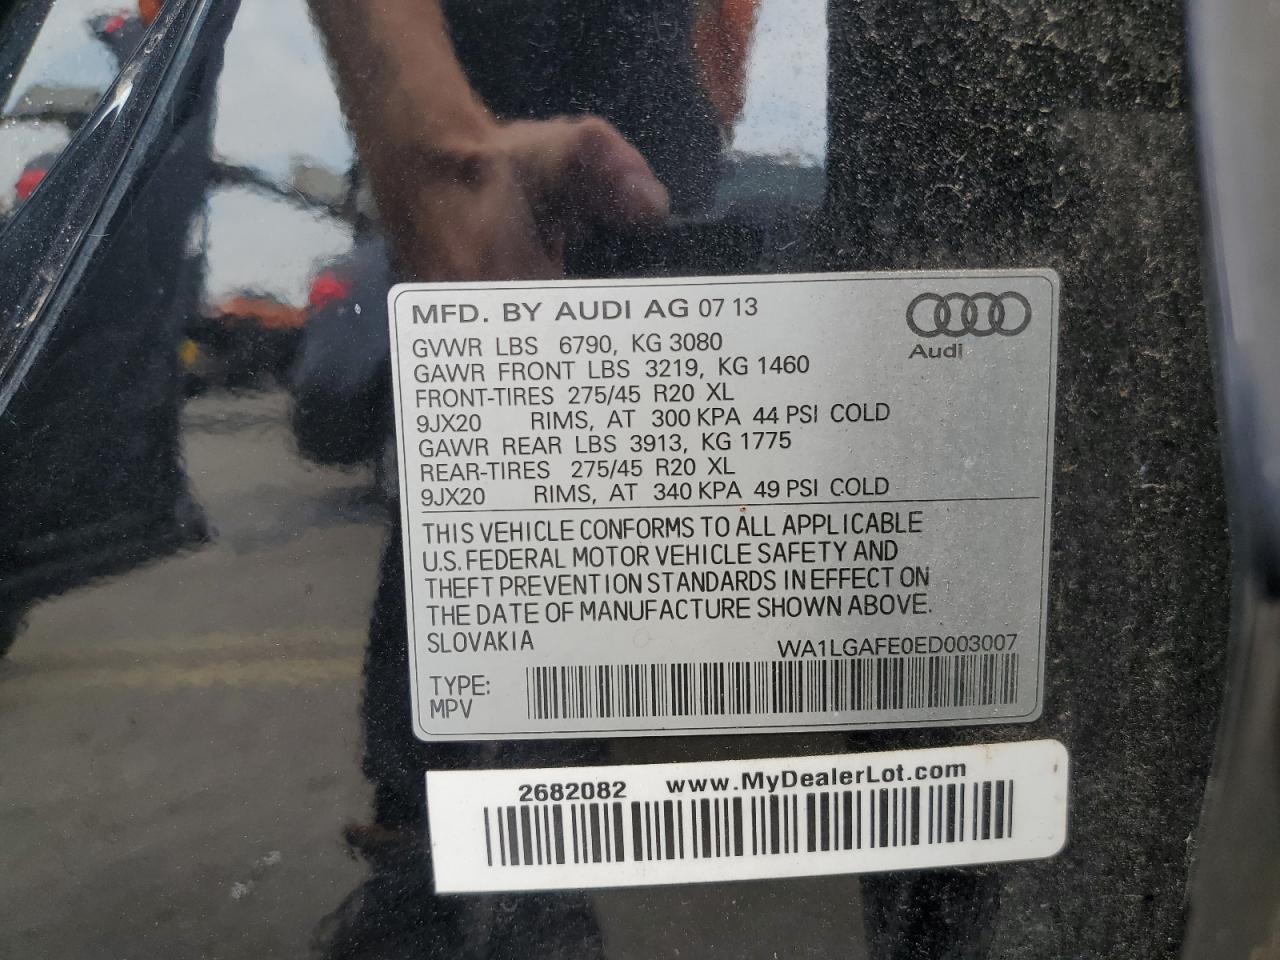 MFD. BY AUDI AG 07 13
Audi
GVWR LBS 6790, KG 3080
GAWR FRONT LBS 3219, KG 1460
FRONT-TIRES 275/45 R20 XL
9JX20 RIMS, AT 300 KPA 44 PSI COLD
GAWR REAR LBS 3913, KG 1775
REAR-TIRES 275/45 R20 XL
9JX20 RIMS, AT 340 KPA 49 PSI COLD
THIS VEHICLE CONFORMS TO ALL APPLICABLE
U.S. FEDERAL MOTOR VEHICLE SAFETY AND
THEFT PREVENTION STANDARDS IN EFFECT ON
THE DATE OF MANUFACTURE SHOWN ABOVE.
SLOVAKIA WA1LGAFE0ED003007
TYPE:
MPV
2682082 www.MyDealerLot.com